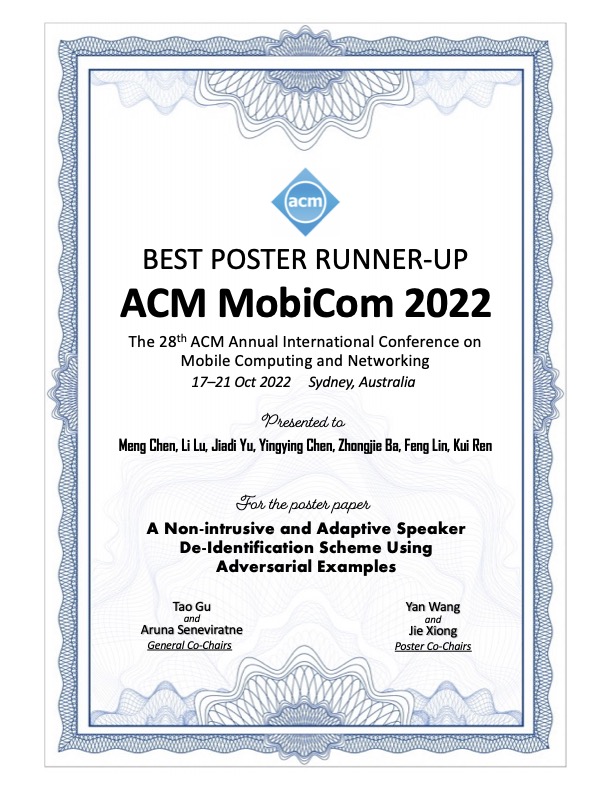 acm
BEST POSTER RUNNER-UP
ACM MobiCom 2022
The 28th ACM Annual International Conference on
Mobile Computing and Networking
17–21 Oct 2022 Sydney, Australia
Presented to
Meng Chen, Li Lu, Jiadi Yu, Yingying Chen, Zhongjie Ba, Feng Lin, Kui Ren
For the poster paper
A Non-intrusive and Adaptive Speaker
De-Identification Scheme Using
Adversarial Examples
Tao Gu
and
Aruna Seneviratne
General Co-Chairs
Yan Wang
and
Jie Xiong
Poster Co-Chairs